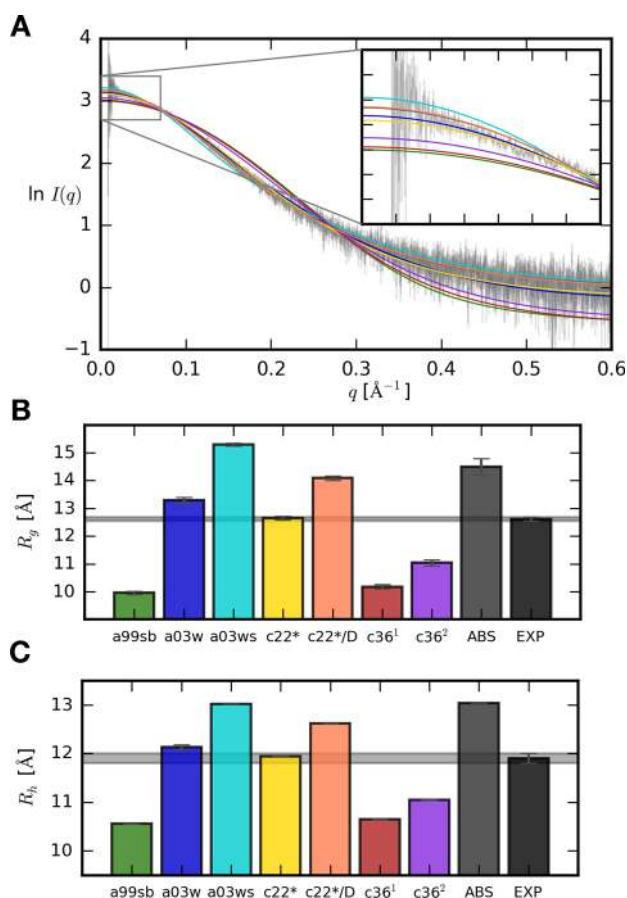 A
4
3
2
1
0
−1
ln I(q)
0.0 0.1 0.2 0.3 0.4 0.5 0.6
q [Å⁻¹]
B
15
14
13
12
11
10
R_g [Å]
a99sb a03w a03ws c22* c22*/D c36¹ c36² ABS EXP
C
13
12
11
10
R_h [Å]
a99sb a03w a03ws c22* c22*/D c36¹ c36² ABS EXP